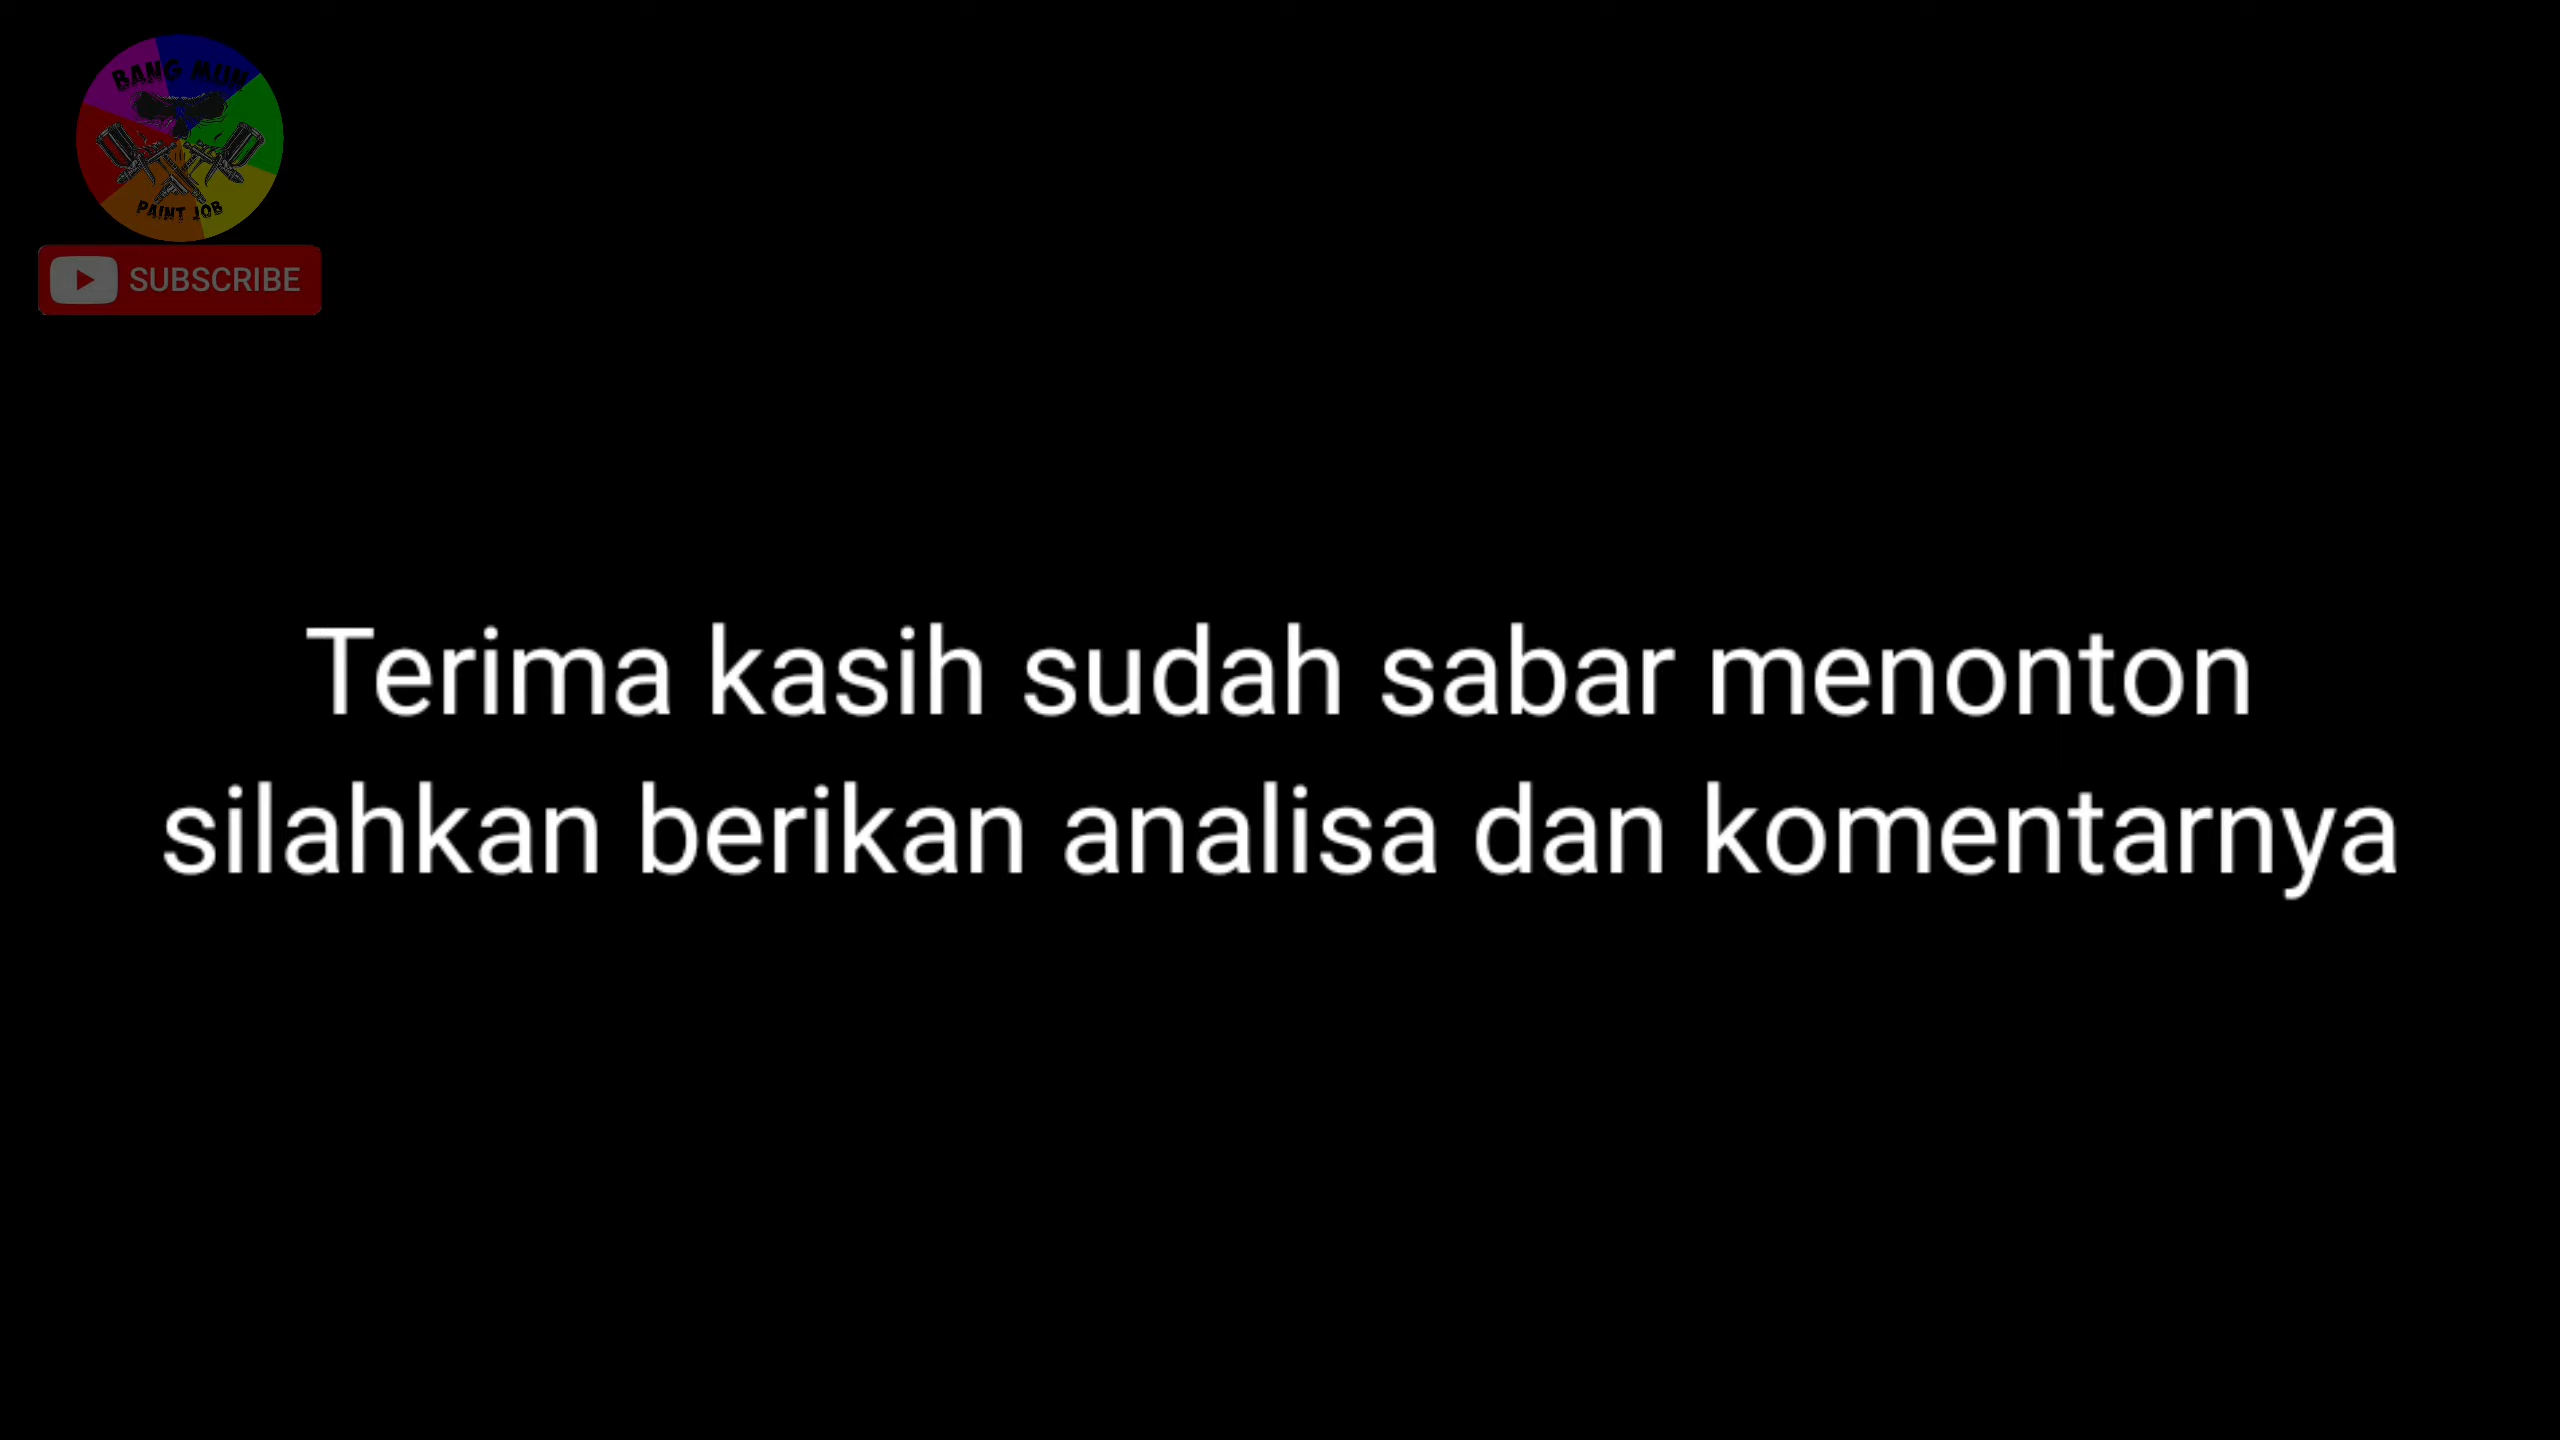 BANG MUN
PAINT JOB
SUBSCRIBE
Terima kasih sudah sabar menonton
silahkan berikan analisa dan komentarnya